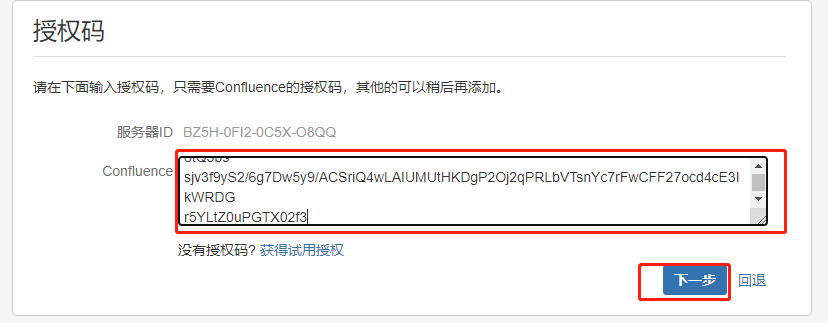 授权码
请在下面输入授权码，只需要Confluence的授权码，其他的可以稍后再添加。
服务器ID BZ5H-0FI2-0C5X-O8QQ
Confluence
sjv3f9yS2/6g7Dw5y9/ACSriQ4wLAIUMUtHKDgP2Oj2qPRLbVTsnYc7rFwCFF27ocd4cE3I
kWRDG
r5YLtZ0uPGTX02f3
没有授权码? 获得试用授权
下一步 回退